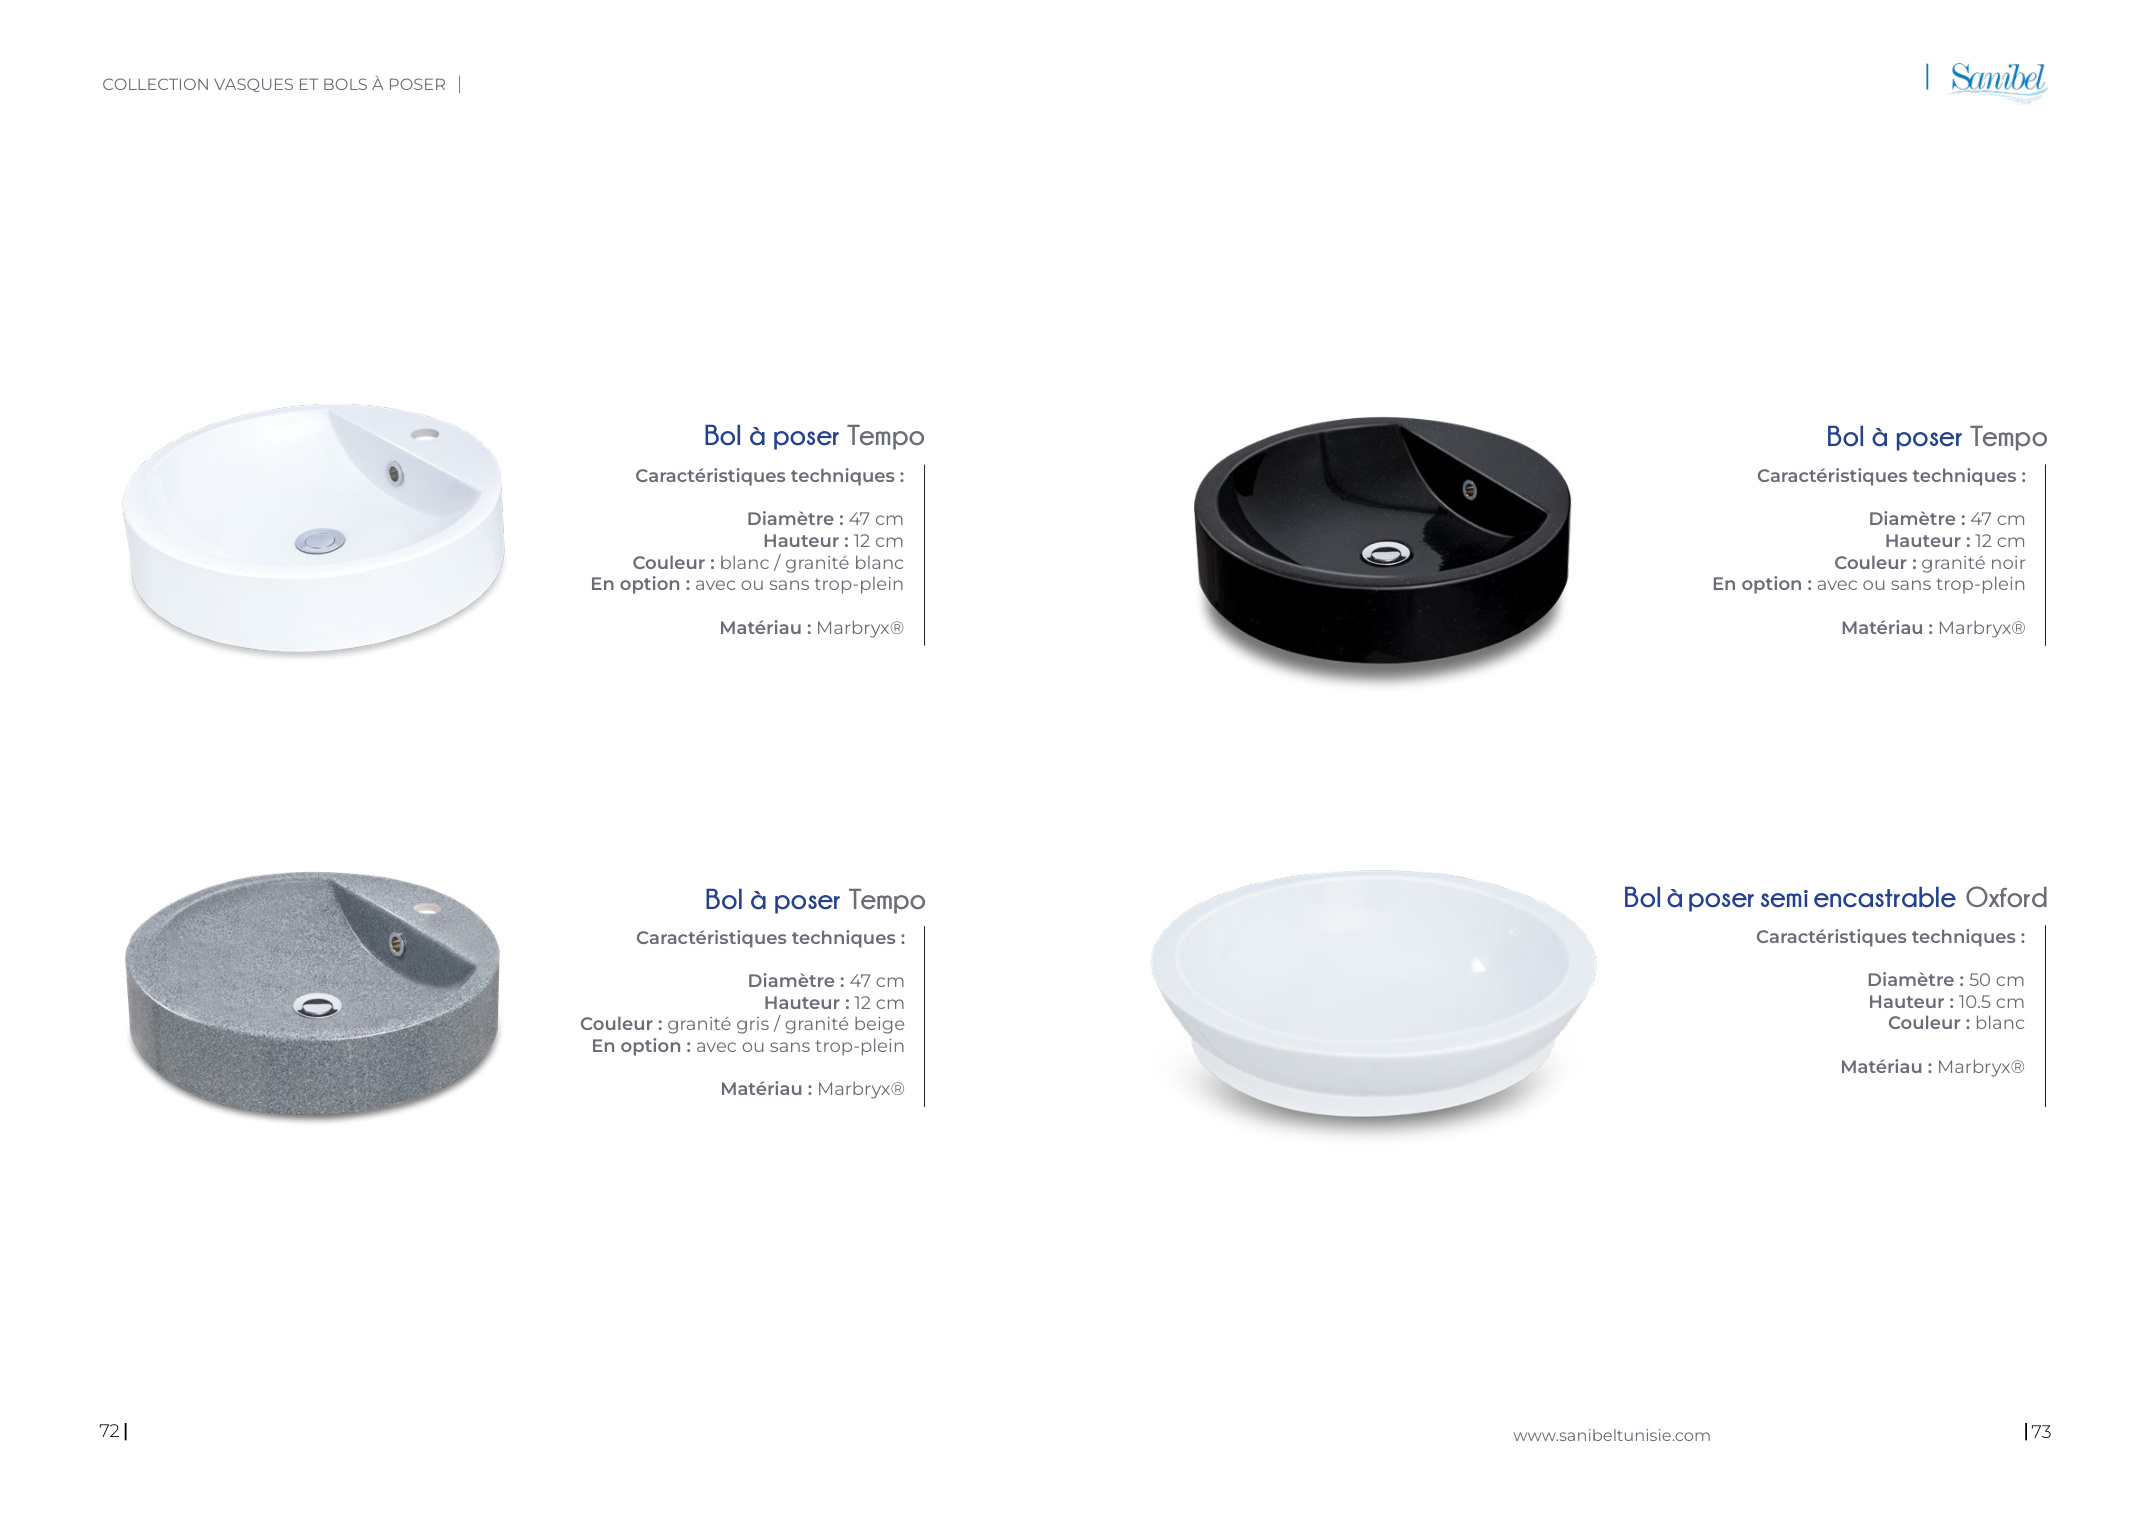 COLLECTION VASQUES ET BOLS À POSER
Sanibel
Bol à poser Tempo
Caractéristiques techniques :
Diamètre : 47 cm
Hauteur : 12 cm
Couleur : blanc / granité blanc
En option : avec ou sans trop-plein
Matériau : Marbryx®
Bol à poser Tempo
Caractéristiques techniques :
Diamètre : 47 cm
Hauteur : 12 cm
Couleur : granité gris / granité beige
En option : avec ou sans trop-plein
Matériau : Marbryx®
Bol à poser Tempo
Caractéristiques techniques :
Diamètre : 47 cm
Hauteur : 12 cm
Couleur : granité noir
En option : avec ou sans trop-plein
Matériau : Marbryx®
Bol à poser semi encastrable Oxford
Caractéristiques techniques :
Diamètre : 50 cm
Hauteur : 10.5 cm
Couleur : blanc
Matériau : Marbryx®
72
www.sanibeltunisie.com
73